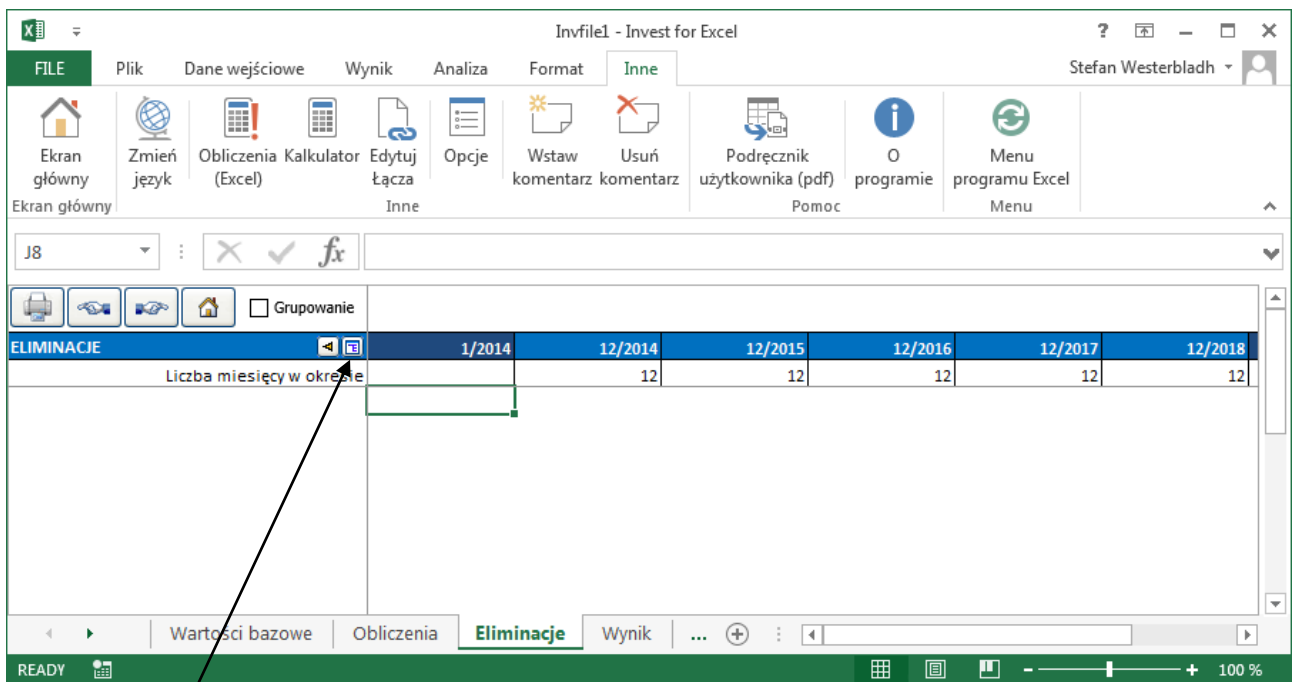 Invfile1 - Invest for Excel
FILE Plik Dane wejściowe Wynik Analiza Format Inne Stefan Westerbladh
Ekran główny Zmień język Obliczenia (Excel) Kalkulator Edytuj Łącza Opcje Wstaw komentarz Usuń komentarz Podręcznik użytkownika (pdf) O programie Menu programu Excel
Ekran główny Inne Pomoc Menu
J8 fx
Grupowanie
ELIMINACJE 1/2014 12/2014 12/2015 12/2016 12/2017 12/2018
Liczba miesięcy w okresie 12 12 12 12 12
Wartości bazowe Obliczenia Eliminacje Wynik ...
READY 100 %